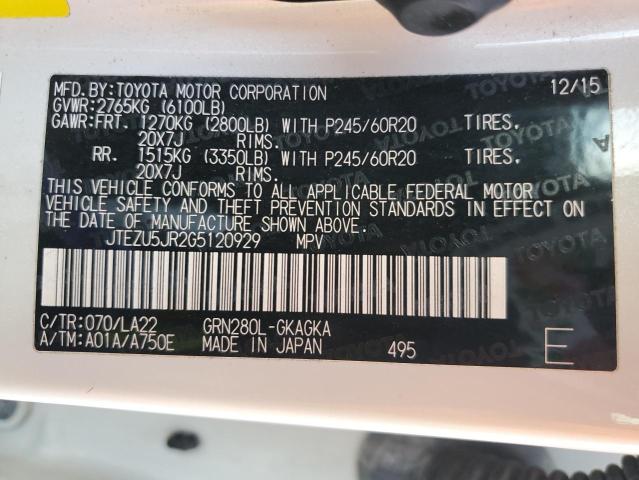 MFD.BY:TOYOTA MOTOR CORPORATION 12/15
GVWR:2765KG (6100LB)
GAWR:FRT. 1270KG (2800LB) WITH P245/60R20 TIRES.
20X7J RIMS.
RR. 1515KG (3350LB) WITH P245/60R20 TIRES.
20X7J RIMS.
THIS VEHICLE CONFORMS TO ALL APPLICABLE FEDERAL MOTOR
VEHICLE SAFETY AND THEFT PREVENTION STANDARDS IN EFFECT ON
THE DATE OF MANUFACTURE SHOWN ABOVE.
JTEZU5JR2G5120929 MPV
C/TR:070/LA22 GRN280L-GKAGKA
A/TM:A01A/A750E MADE IN JAPAN 495 E